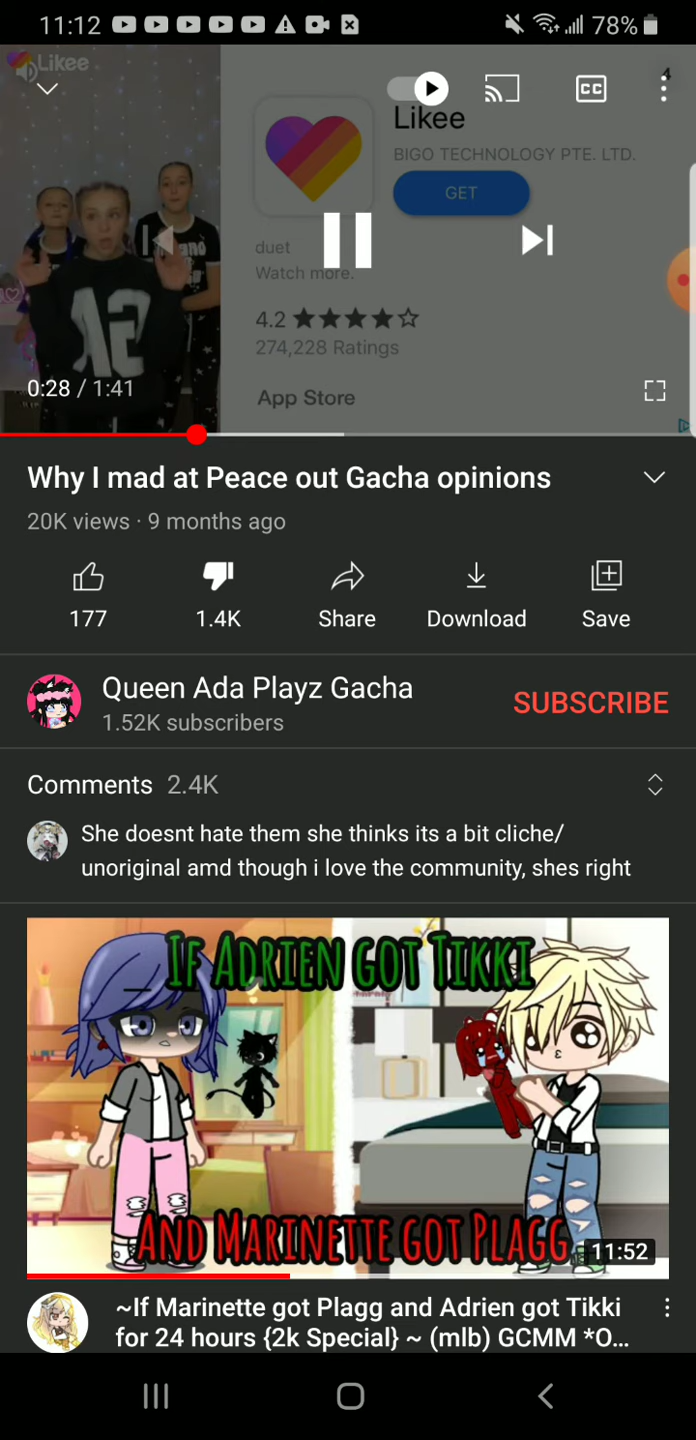 11:12
78%
Likee
4
CC
Likee
BIGO TECHNOLOGY PTE. LTD.
GET
duet
Watch more.
4.2 ★★★★☆
274,228 Ratings
0:28 / 1:41
App Store
Why I mad at Peace out Gacha opinions
20K views · 9 months ago
177
1.4K
Share
Download
Save
Queen Ada Playz Gacha
1.52K subscribers
SUBSCRIBE
Comments 2.4K
She doesnt hate them she thinks its a bit cliche/
unoriginal amd though i love the community, shes right
IF ADRIEN GOT TIKKI
AND MARINETTE GOT PLAGG
11:52
~If Marinette got Plagg and Adrien got Tikki
for 24 hours {2k Special} ~ (mlb) GCMM *O...